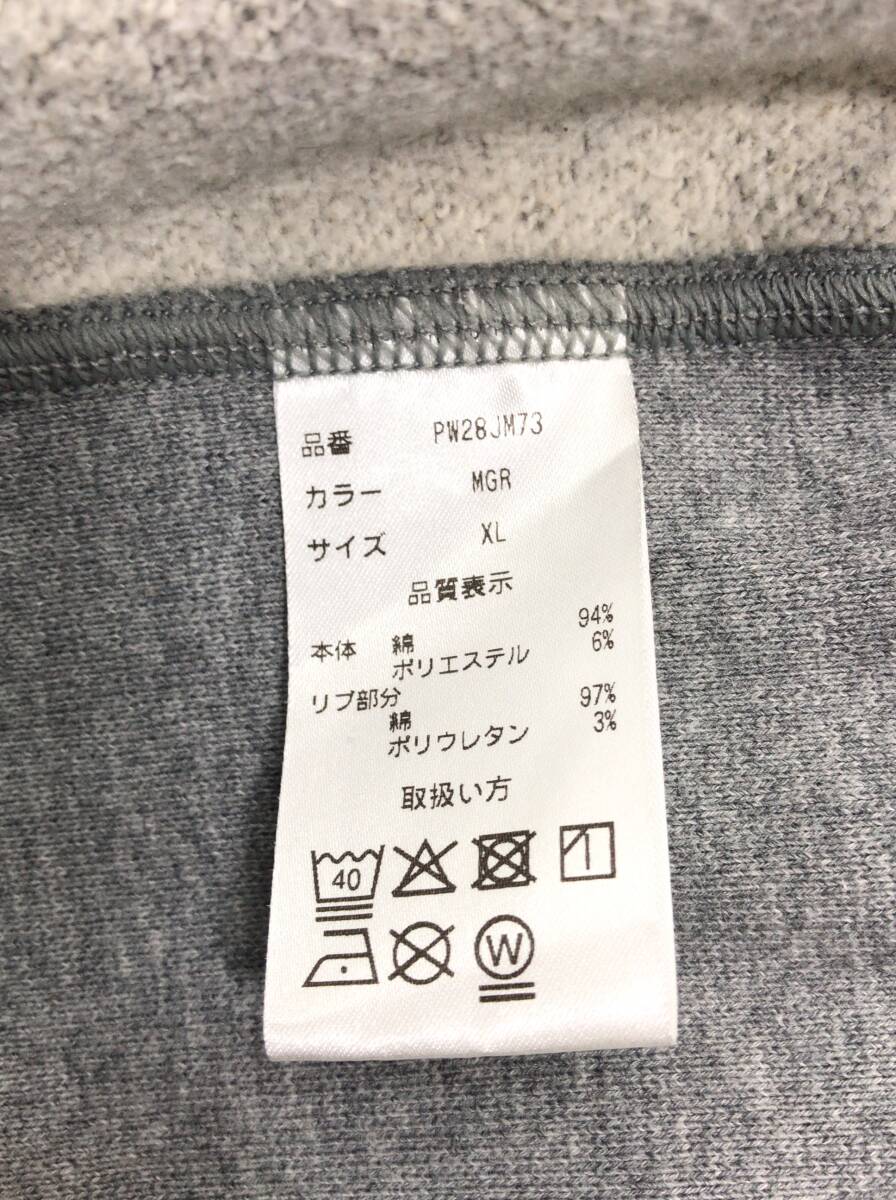 品番 PW28JM73
カラー MGR
サイズ XL
品質表示
本体 綿 94%
ポリエステル 6%
リブ部分
綿 97%
ポリウレタン 3%
取扱い方
40
W